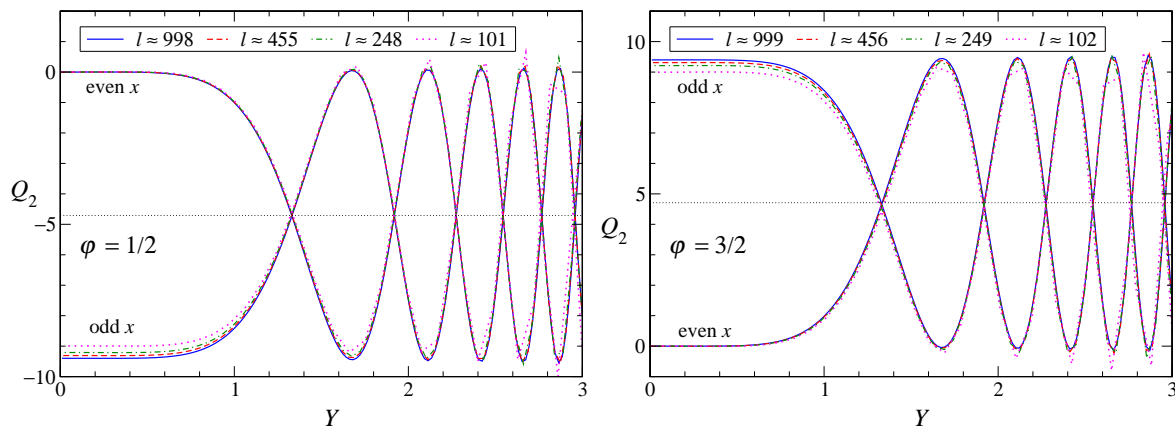 l ≈ 998 l ≈ 455 l ≈ 248 l ≈ 101
0
even x
Q₂
−5
φ = 1/2
odd x
−10
0 1 2 3
Y
10
l ≈ 999 l ≈ 456 l ≈ 249 l ≈ 102
odd x
5
Q₂
φ = 3/2
even x
0
0 1 2 3
Y